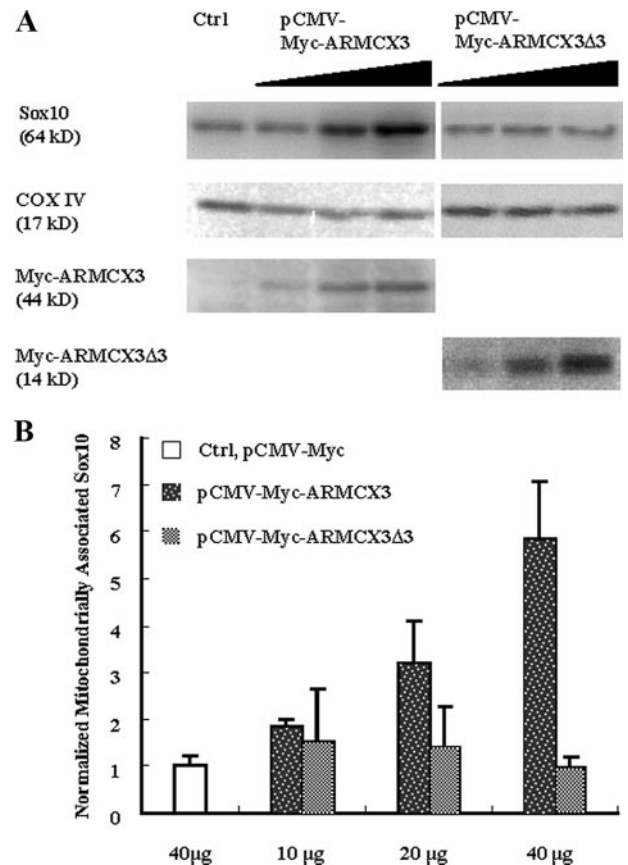 A
Ctrl
pCMV-
Myc-ARMCX3
pCMV-
Myc-ARMCX3Δ3
Sox10
(64 kD)
COX IV
(17 kD)
Myc-ARMCX3
(44 kD)
Myc-ARMCX3Δ3
(14 kD)
B
Normalized Mitochondrially Associated Sox10
8
7
6
5
4
3
2
1
0
Ctrl, pCMV-Myc
pCMV-Myc-ARMCX3
pCMV-Myc-ARMCX3Δ3
40µg
10 µg
20 µg
40 µg